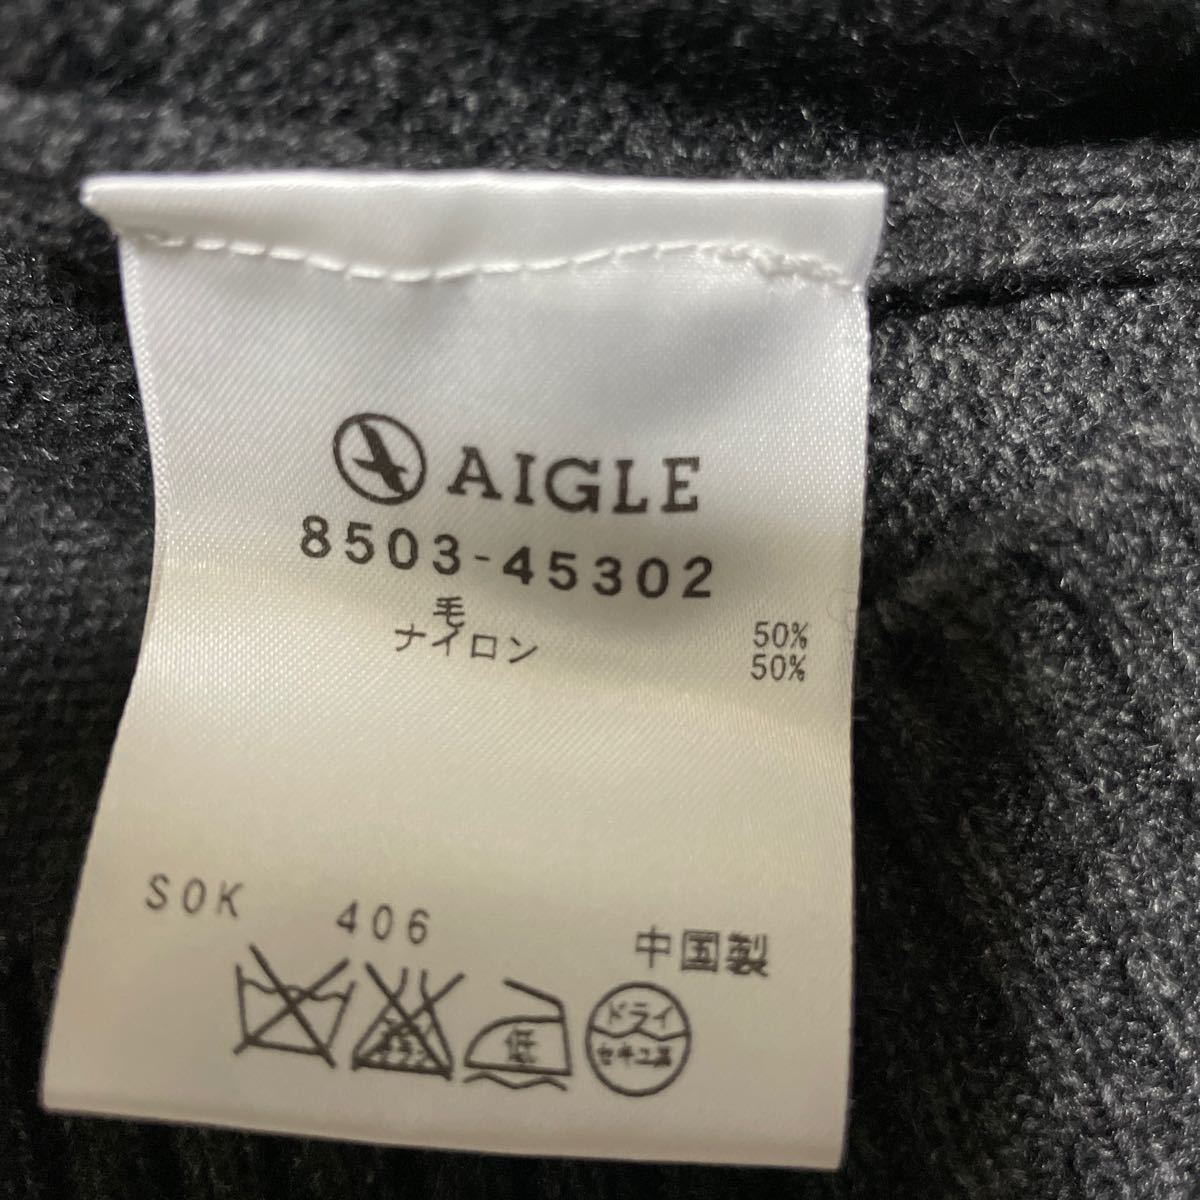 AIGLE
8503-45302
毛 50%
ナイロン 50%
SOK 406
中国製
低
ドライ
セキユ系